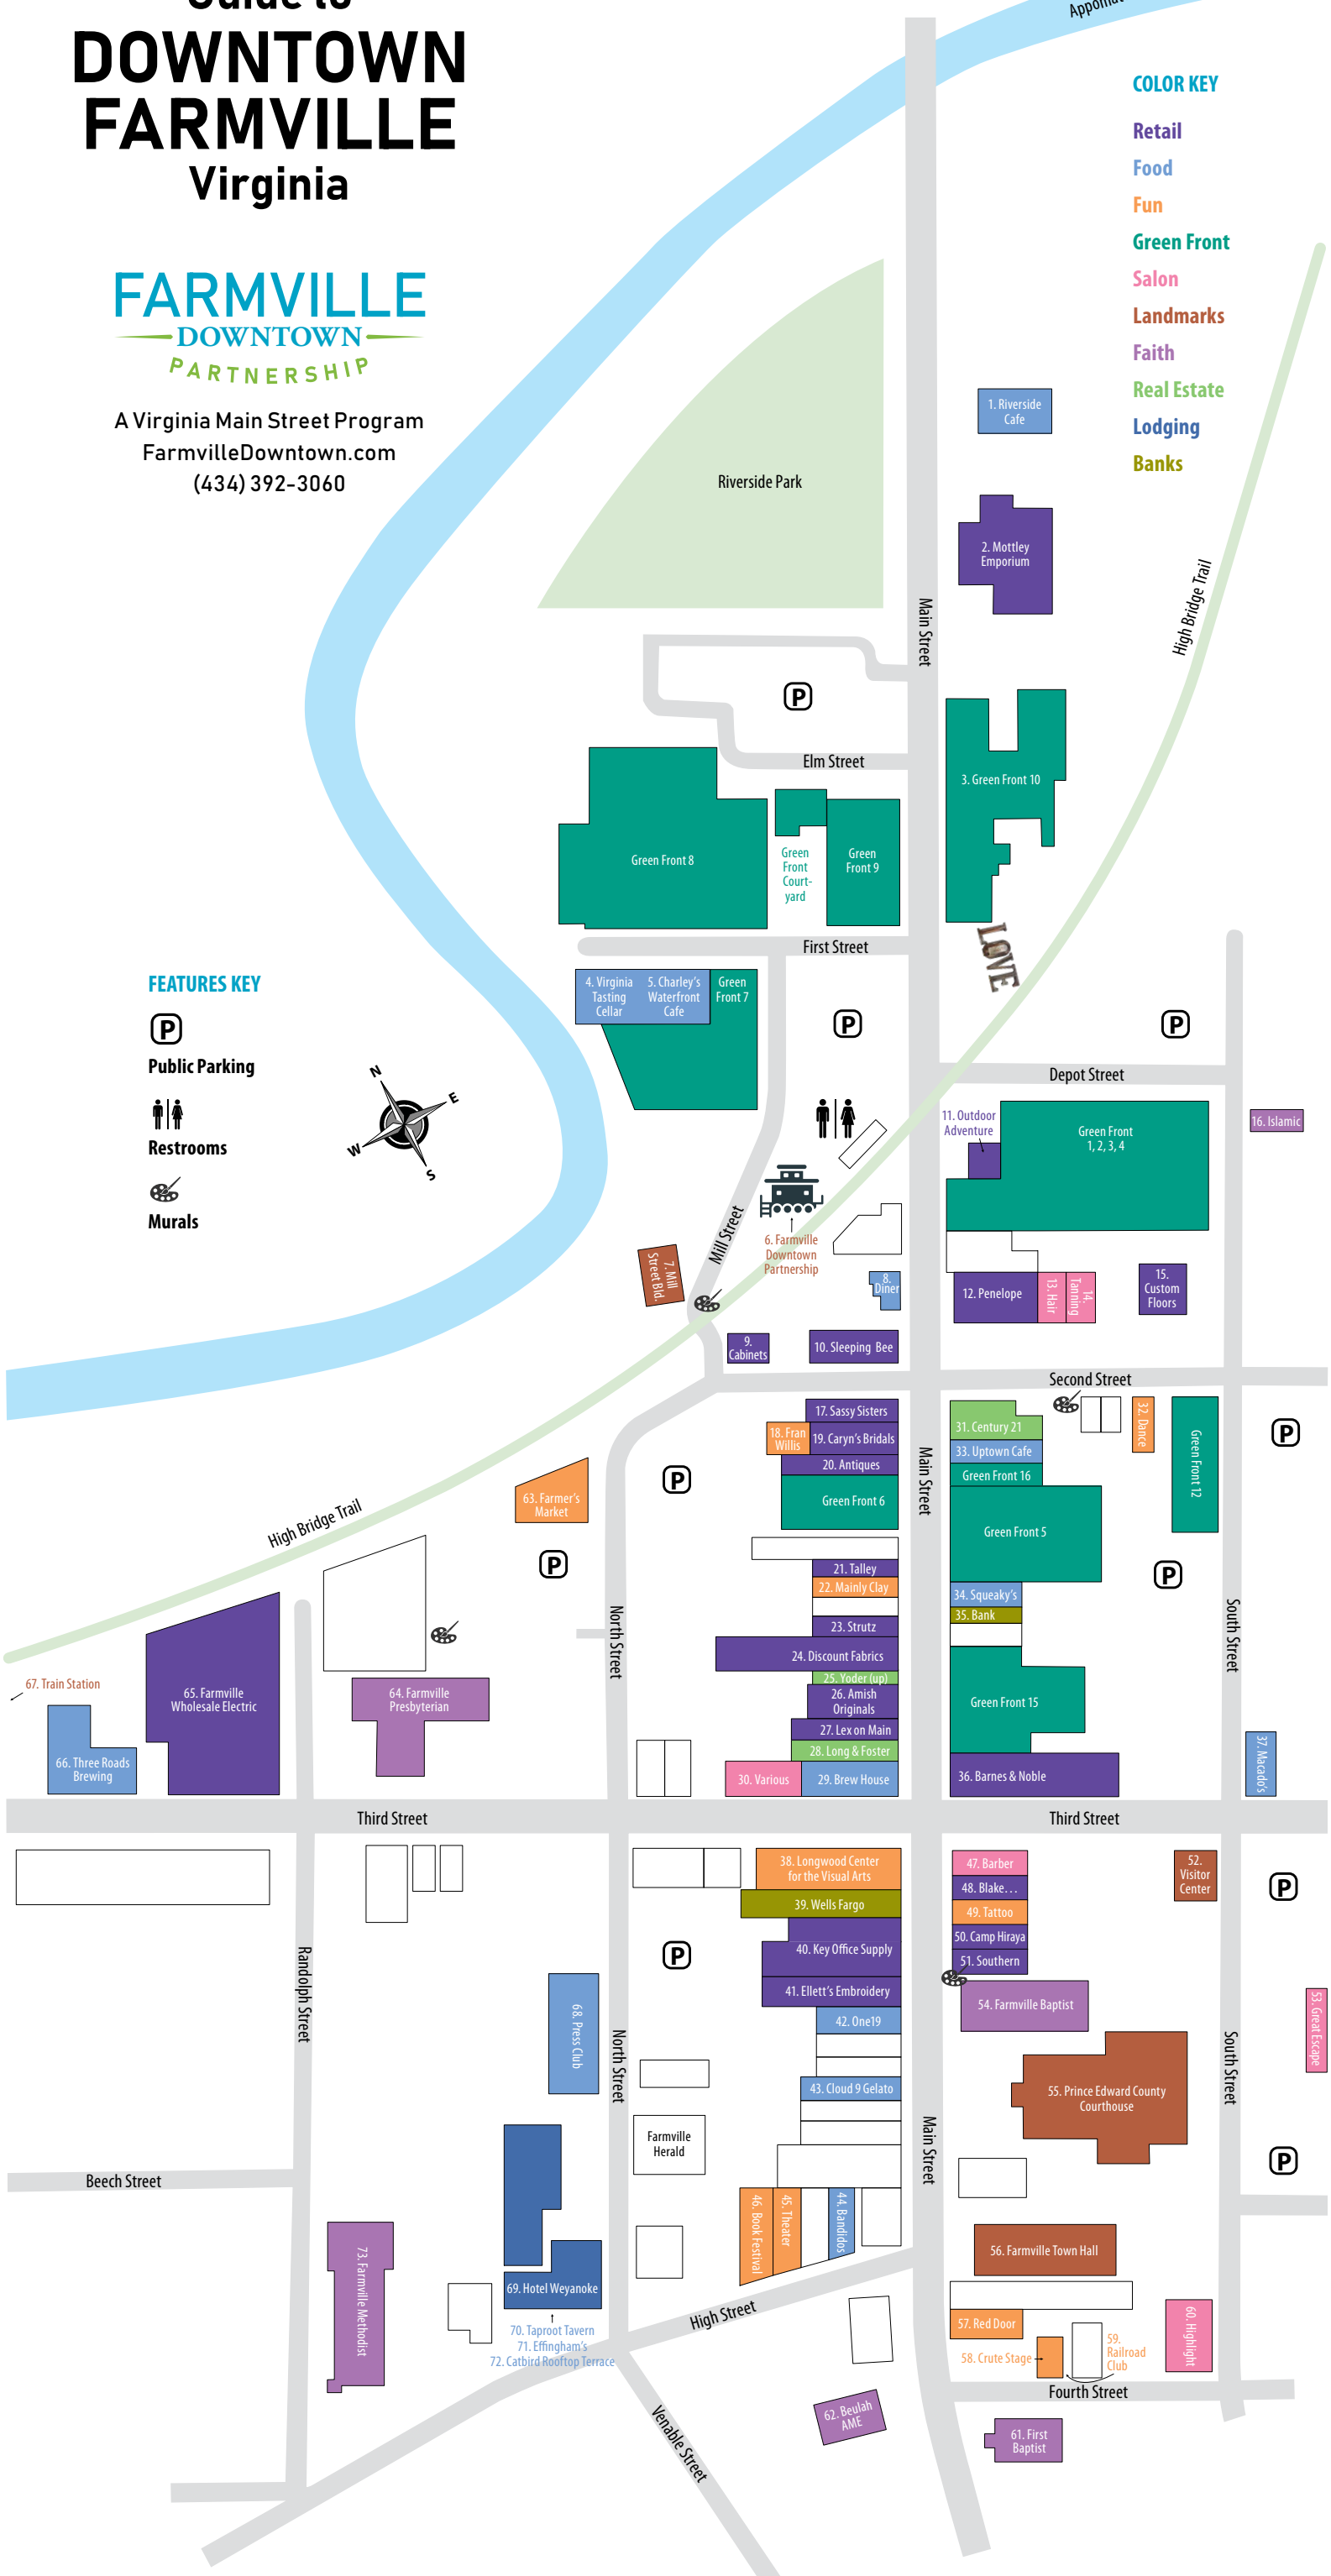 Guide to
DOWNTOWN
FARMVILLE
Virginia
FARMVILLE
DOWNTOWN
PARTNERSHIP
A Virginia Main Street Program
FarmvilleDowntown.com
(434) 392-3060
COLOR KEY
Retail
Food
Fun
Green Front
Salon
Landmarks
Faith
Real Estate
Lodging
Banks
1. Riverside
Cafe
Riverside Park
2. Mottley
Emporium
Main Street
High Bridge Trail
P
Elm Street
3. Green Front 10
Green Front 8
Green
Front
Court-
yard
Green
Front 9
First Street
LOVE
FEATURES KEY
P
Public Parking
Restrooms
Murals
N
E
W
S
4. Virginia
Tasting
Cellar
5. Charley's
Waterfront
Cafe
Green
Front 7
P
P
Depot Street
11. Outdoor
Adventure
Green Front
1, 2, 3, 4
16. Islamic
Mill Street
6. Farmville
Downtown
Partnership
7. Mill
Street Bld.
8.
Diner
12. Penelope
13. Hair
14.
Tanning
15.
Custom
Floors
9.
Cabinets
10. Sleeping Bee
Second Street
17. Sassy Sisters
18. Fran
Willis
19. Caryn's Bridals
20. Antiques
Green Front 6
Main Street
31. Century 21
33. Uptown Cafe
Green Front 16
Green Front 5
32. Dance
Green Front 12
P
P
63. Farmer's
Market
P
High Bridge Trail
21. Talley
22. Mainly Clay
23. Strutz
24. Discount Fabrics
25. Yoder (up)
26. Amish
Originals
27. Lex on Main
28. Long & Foster
30. Various
29. Brew House
34. Squeaky's
35. Bank
P
Green Front 15
36. Barnes & Noble
South Street
37. Macado's
North Street
67. Train Station
65. Farmville
Wholesale Electric
64. Farmville
Presbyterian
66. Three Roads
Brewing
Third Street
Third Street
38. Longwood Center
for the Visual Arts
39. Wells Fargo
40. Key Office Supply
41. Ellett's Embroidery
42. One19
43. Cloud 9 Gelato
P
47. Barber
48. Blake…
49. Tattoo
50. Camp Hiraya
51. Southern
52.
Visitor
Center
P
54. Farmville Baptist
53. Great Escape
55. Prince Edward County
Courthouse
Randolph Street
68. Press Club
North Street
Main Street
South Street
Farmville
Herald
P
Beech Street
46. Book Festival
45. Theater
44. Bandidos
56. Farmville Town Hall
73. Farmville Methodist
69. Hotel Weyanoke
70. Taproot Tavern
71. Effingham's
72. Catbird Rooftop Terrace
High Street
57. Red Door
58. Crute Stage
59.
Railroad
Club
60. Highlight
Fourth Street
62. Beulah
AME
61. First
Baptist
Venable Street